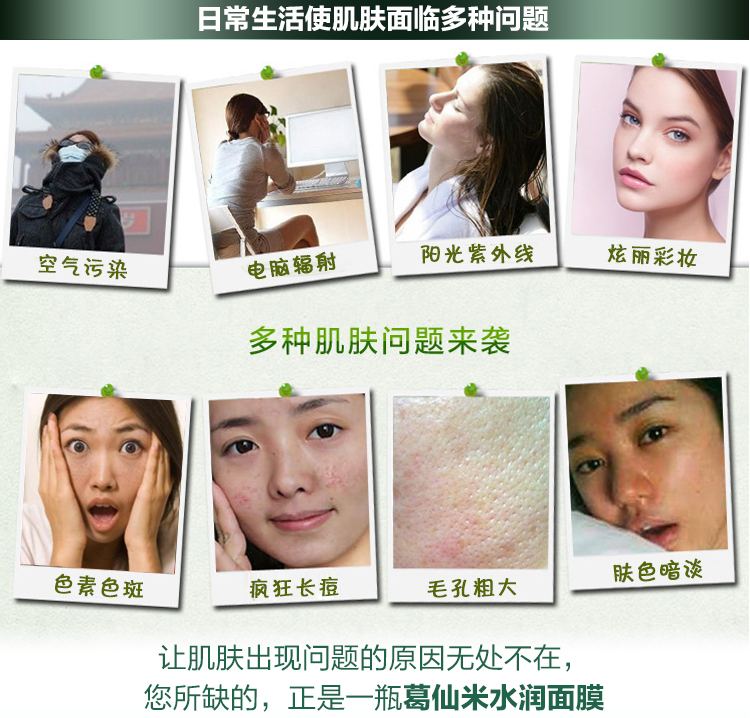 日常生活使肌肤面临多种问题
空气污染
电脑辐射
阳光紫外线
炫丽彩妆
多种肌肤问题来袭
色素色斑
疯狂长痘
毛孔粗大
肤色暗淡
让肌肤出现问题的原因无处不在，
您所缺的，正是一瓶葛仙米水润面膜